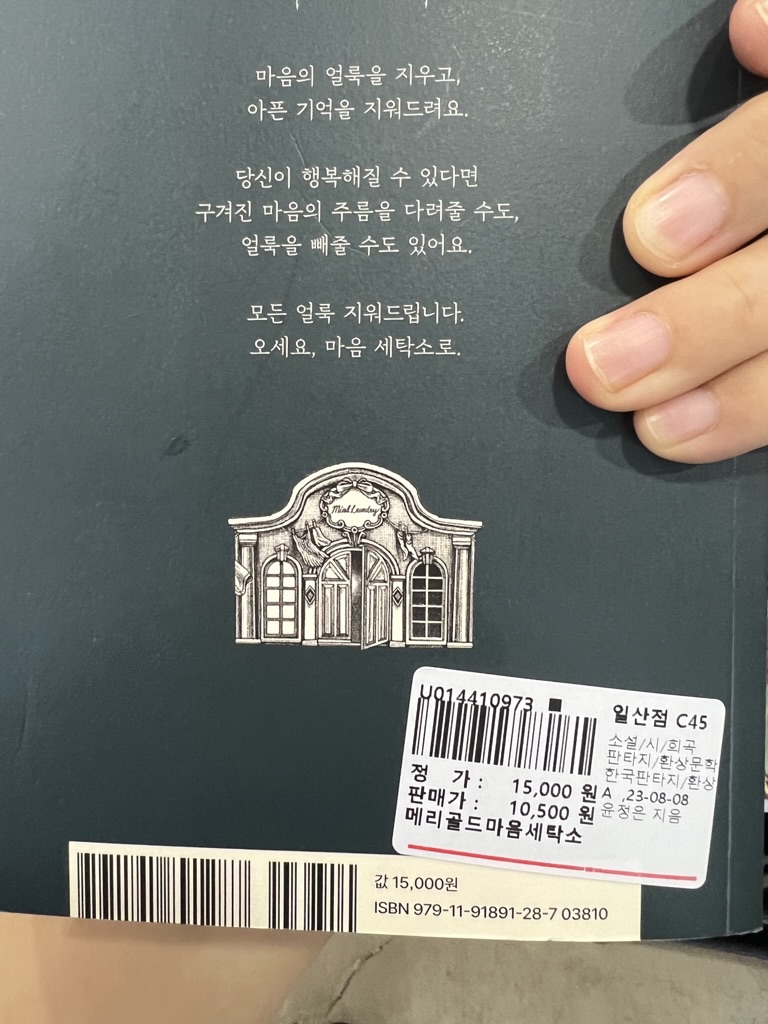 마음의 얼룩을 지우고,
아픈 기억을 지워드려요.
당신이 행복해질 수 있다면
구겨진 마음의 주름을 다려줄 수도,
얼룩을 빼줄 수도 있어요.
모든 얼룩 지워드립니다.
오세요, 마음 세탁소로.
Mind Laundry
U014410973 ■
일산점 C45
소설/시/희곡
판타지/환상문학
한국판타지/환상
정 가 : 15,000 원
A ,23-08-08
판매가 : 10,500 원
윤정은 지음
메리골드마음세탁소
값 15,000원
ISBN 979-11-91891-28-7 03810